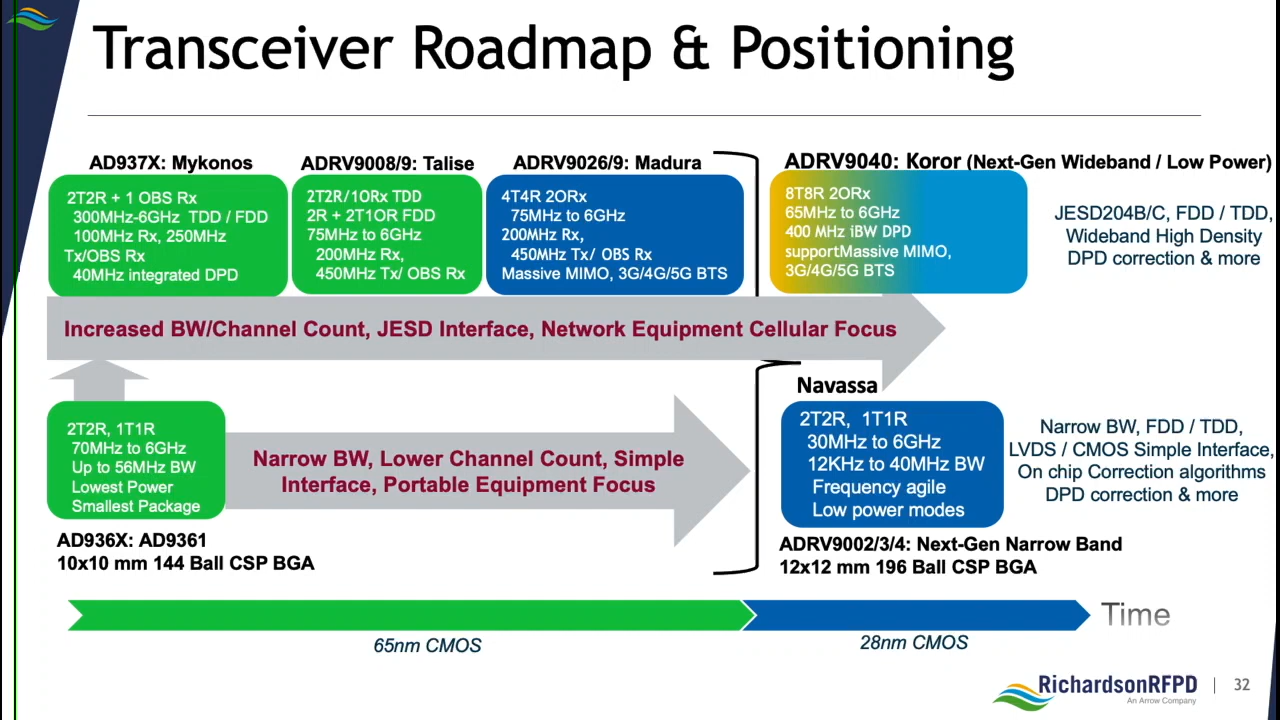 Transceiver Roadmap & Positioning
AD937X: Mykonos
2T2R + 1 OBS Rx
300MHz-6GHz TDD / FDD
100MHz Rx, 250MHz
Tx/OBS Rx
40MHz integrated DPD
ADRV9008/9: Talise
2T2R/1ORx TDD
2R + 2T1OR FDD
75MHz to 6GHz
200MHz Rx,
450MHz Tx/ OBS Rx
ADRV9026/9: Madura
4T4R 2ORx
75MHz to 6GHz
200MHz Rx,
450MHz Tx/ OBS Rx
Massive MIMO, 3G/4G/5G BTS
ADRV9040: Koror (Next-Gen Wideband / Low Power)
8T8R 2ORx
65MHz to 6GHz
400 MHz iBW DPD
supportMassive MIMO,
3G/4G/5G BTS
JESD204B/C, FDD / TDD,
Wideband High Density
DPD correction & more
Increased BW/Channel Count, JESD Interface, Network Equipment Cellular Focus
2T2R, 1T1R
70MHz to 6GHz
Up to 56MHz BW
Lowest Power
Smallest Package
AD936X: AD9361
10x10 mm 144 Ball CSP BGA
Narrow BW, Lower Channel Count, Simple
Interface, Portable Equipment Focus
Navassa
2T2R, 1T1R
30MHz to 6GHz
12KHz to 40MHz BW
Frequency agile
Low power modes
ADRV9002/3/4: Next-Gen Narrow Band
12x12 mm 196 Ball CSP BGA
Narrow BW, FDD / TDD,
LVDS / CMOS Simple Interface,
On chip Correction algorithms
DPD correction & more
Time
65nm CMOS
28nm CMOS
RichardsonRFPD
An Arrow Company
32